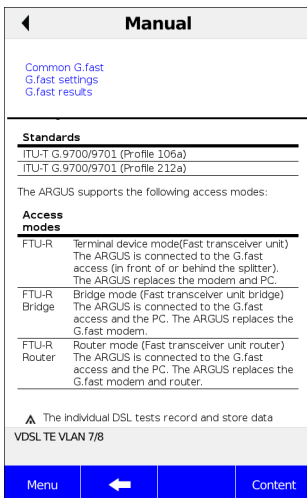 Manual
Common G.fast
G.fast settings
G.fast results
Standards
ITU-T G.9700/9701 (Profile 106a)
ITU-T G.9700/9701 (Profile 212a)
The ARGUS supports the following access modes:
Access
modes
FTU-R Terminal device mode(Fast transceiver unit)
The ARGUS is connected to the G.fast
access (in front of or behind the splitter).
The ARGUS replaces the modem and PC.
FTU-R Bridge mode (Fast transceiver unit bridge)
Bridge The ARGUS is connected to the G.fast
access and the PC. The ARGUS replaces the
G.fast modem.
FTU-R Router mode (Fast transceiver unit router)
Router The ARGUS is connected to the G.fast
access and the PC. The ARGUS replaces the
G.fast modem and router.
The individual DSL tests record and store data
VDSL TE VLAN 7/8
Menu Content